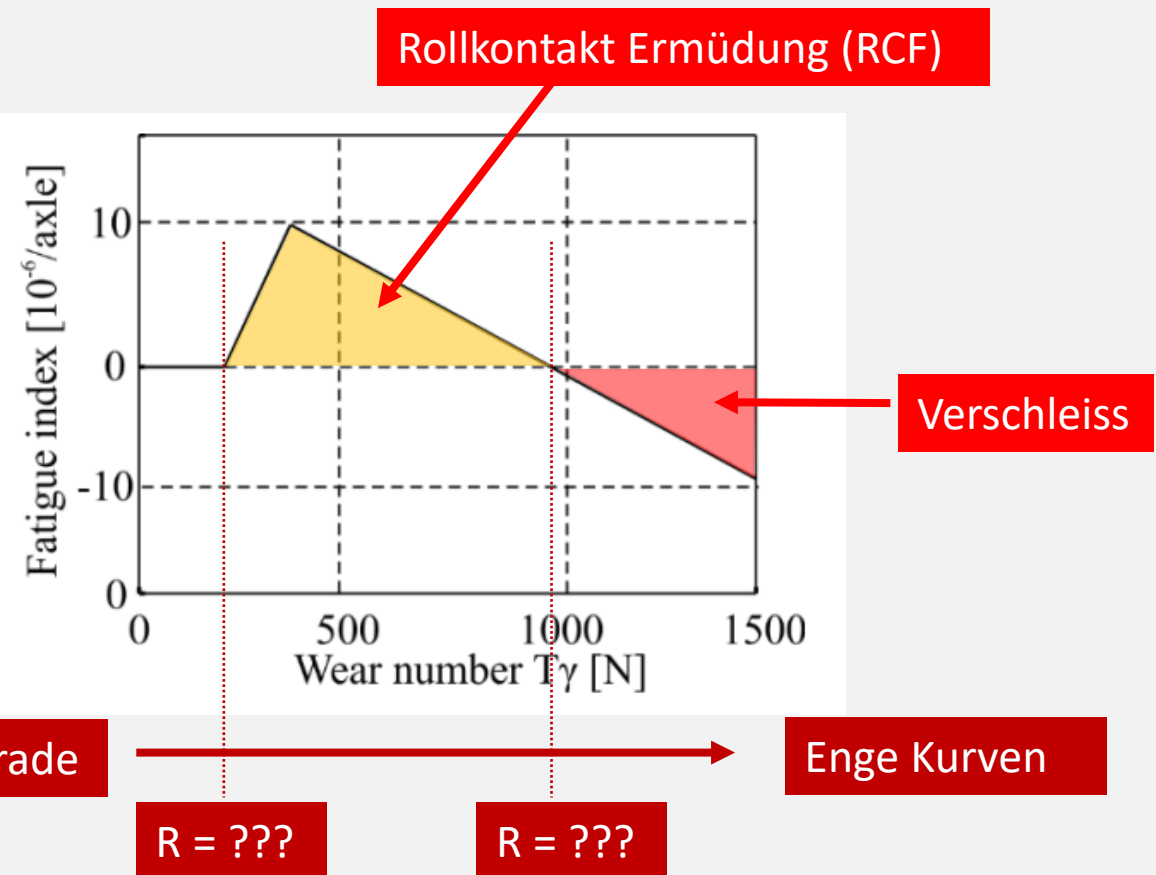 Rollkontakt Ermüdung (RCF)
Fatigue index [10⁻⁶/axle]
10
0
-10
0
0 500 1000 1500
Wear number Tγ [N]
Verschleiss
rade
Enge Kurven
R = ???
R = ???